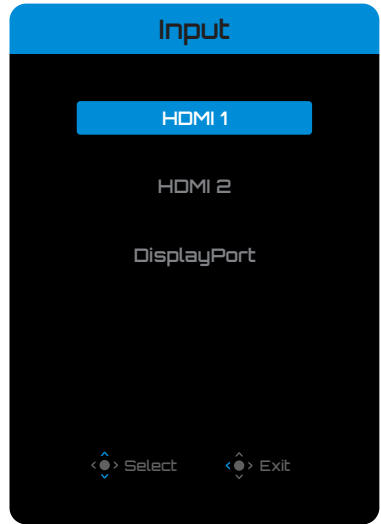 Input
HDMI 1
HDMI 2
DisplayPort
Select Exit